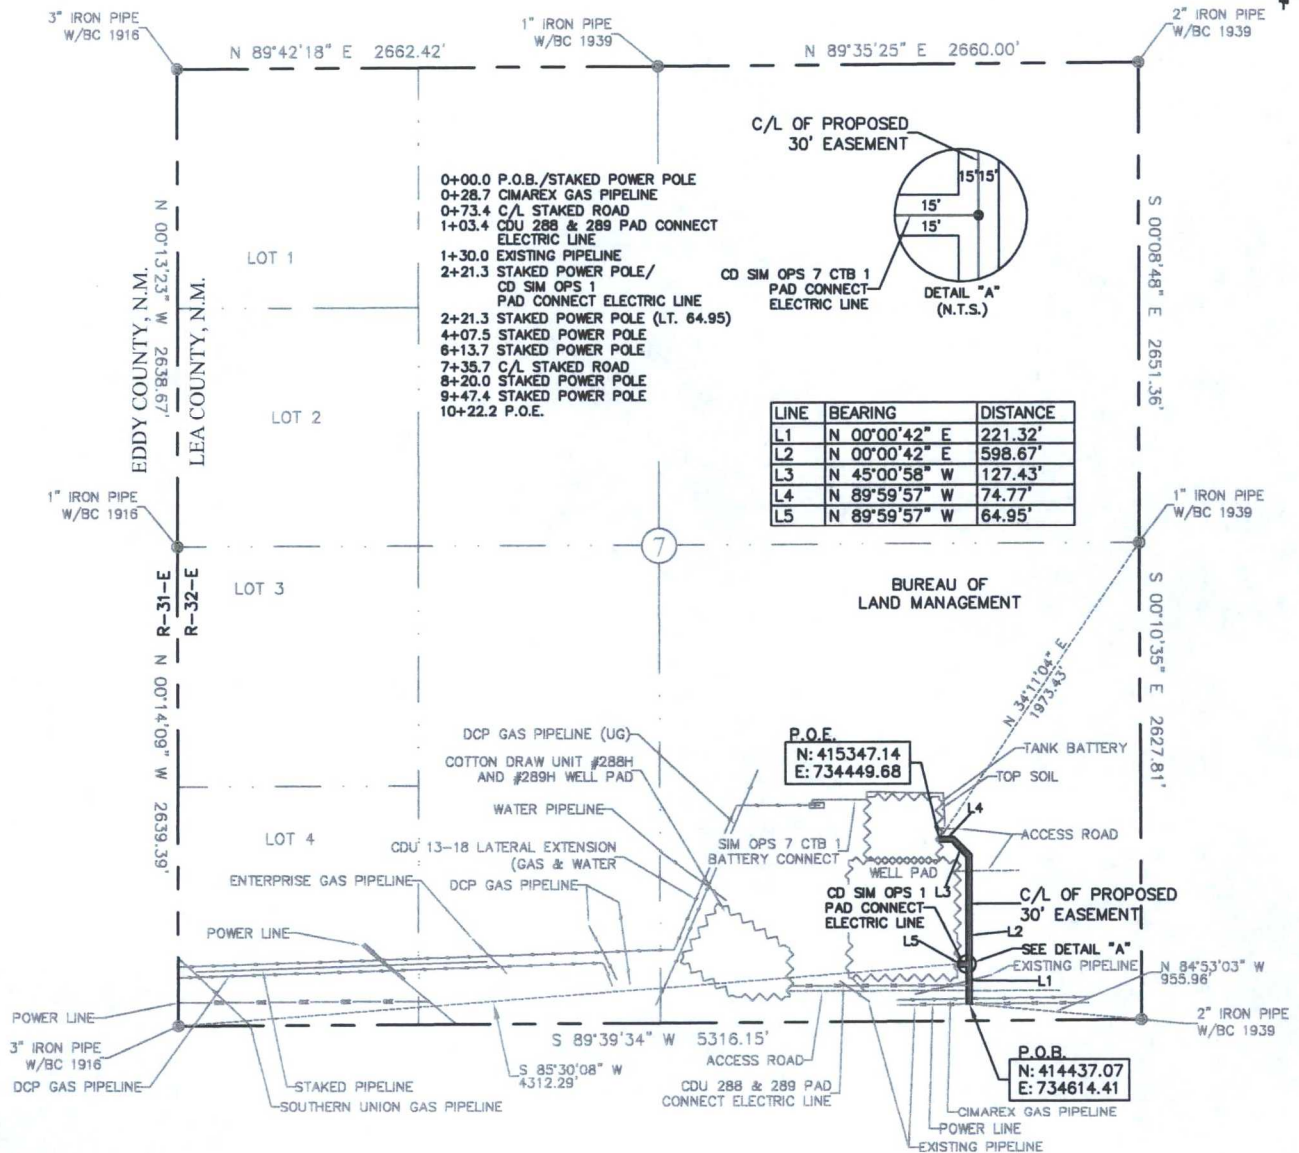 3" IRON PIPE
W/BC 1916
N 89°42'18" E 2662.42'
1" IRON PIPE
W/BC 1939
N 89°35'25" E 2660.00'
2" IRON PIPE
W/BC 1939
C/L OF PROPOSED
30' EASEMENT
15' 15'
15'
15'
CD SIM OPS 7 CTB 1
PAD CONNECT
ELECTRIC LINE
DETAIL "A"
(N.T.S.)
0+00.0 P.O.B./STAKED POWER POLE
0+28.7 CIMAREX GAS PIPELINE
0+73.4 C/L STAKED ROAD
1+03.4 CDU 288 & 289 PAD CONNECT
ELECTRIC LINE
1+30.0 EXISTING PIPELINE
2+21.3 STAKED POWER POLE/
CD SIM OPS 1
PAD CONNECT ELECTRIC LINE
2+21.3 STAKED POWER POLE (LT. 64.95)
4+07.5 STAKED POWER POLE
6+13.7 STAKED POWER POLE
7+35.7 C/L STAKED ROAD
8+20.0 STAKED POWER POLE
9+47.4 STAKED POWER POLE
10+22.2 P.O.E.
LOT 1
LOT 2
EDDY COUNTY, N.M.
N 00°13'23" W 2638.67'
LEA COUNTY, N.M.
S 00°08'48" E 2651.36'
LINE BEARING DISTANCE
L1 N 00°00'42" E 221.32'
L2 N 00°00'42" E 598.67'
L3 N 45°00'58" W 127.43'
L4 N 89°59'57" W 74.77'
L5 N 89°59'57" W 64.95'
1" IRON PIPE
W/BC 1916
1" IRON PIPE
W/BC 1939
7
LOT 3
R-31-E
R-32-E
BUREAU OF
LAND MANAGEMENT
N 00°14'09" W 2639.39'
S 00°10'35" E 2627.81'
N 34°11'04" E
1973.43'
P.O.E.
N: 415347.14
E: 734449.68
DCP GAS PIPELINE (UG)
COTTON DRAW UNIT #288H
AND #289H WELL PAD
WATER PIPELINE
CDU 13-18 LATERAL EXTENSION
(GAS & WATER
DCP GAS PIPELINE
ENTERPRISE GAS PIPELINE
LOT 4
POWER LINE
TANK BATTERY
TOP SOIL
L4
ACCESS ROAD
SIM OPS 7 CTB 1
BATTERY CONNECT
WELL PAD
CD SIM OPS 1
PAD CONNECT
ELECTRIC LINE
L3
C/L OF PROPOSED
30' EASEMENT
L2
L5
SEE DETAIL "A"
EXISTING PIPELINE
L1
N 84°53'03" W
955.96'
POWER LINE
3" IRON PIPE
W/BC 1916
DCP GAS PIPELINE
STAKED PIPELINE
SOUTHERN UNION GAS PIPELINE
S 85°30'08" W
4312.29'
S 89°39'34" W 5316.15'
ACCESS ROAD
CDU 288 & 289 PAD
CONNECT ELECTRIC LINE
2" IRON PIPE
W/BC 1939
P.O.B.
N: 414437.07
E: 734614.41
CIMAREX GAS PIPELINE
POWER LINE
EXISTING PIPELINE